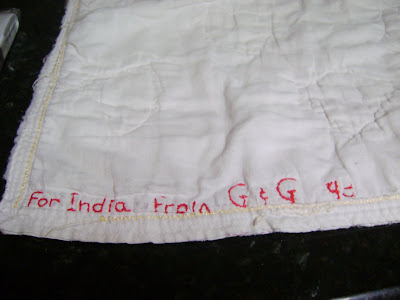 For India from G & G